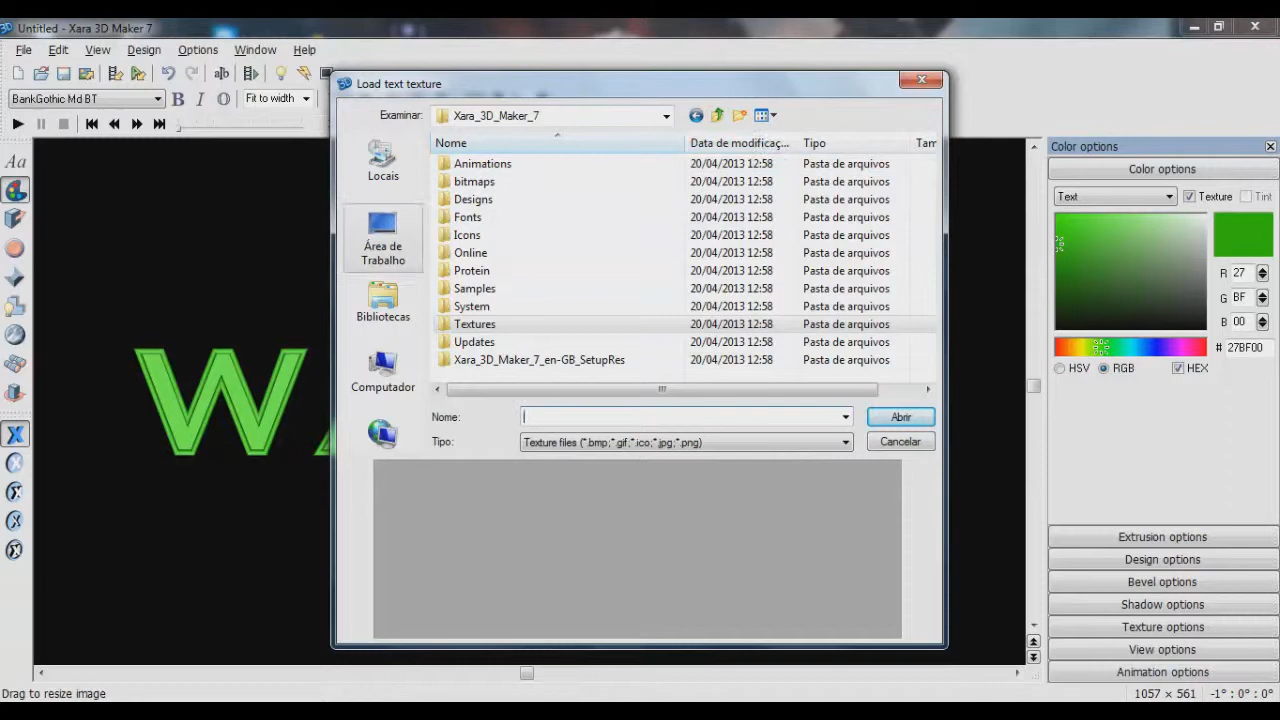 Untitled - Xara 3D Maker 7
File Edit View Design Options Window Help
BankGothic Md BT B I O Fit to width
Load text texture
Examinar: Xara_3D_Maker_7
Nome Data de modificaç... Tipo Tam
Animations 20/04/2013 12:58 Pasta de arquivos
bitmaps 20/04/2013 12:58 Pasta de arquivos
Designs 20/04/2013 12:58 Pasta de arquivos
Fonts 20/04/2013 12:58 Pasta de arquivos
Icons 20/04/2013 12:58 Pasta de arquivos
Online 20/04/2013 12:58 Pasta de arquivos
Protein 20/04/2013 12:58 Pasta de arquivos
Samples 20/04/2013 12:58 Pasta de arquivos
System 20/04/2013 12:58 Pasta de arquivos
Textures 20/04/2013 12:58 Pasta de arquivos
Updates 20/04/2013 12:58 Pasta de arquivos
Xara_3D_Maker_7_en-GB_SetupRes 20/04/2013 12:58 Pasta de arquivos
Locais
Área de
Trabalho
Bibliotecas
Computador
Nome: Abrir
Tipo: Texture files (*.bmp;*.gif;*.ico;*.jpg;*.png) Cancelar
Aa
W
Color options
Color options
Text Texture Tint
R 27
G BF
B 00
# 27BF00
HSV RGB HEX
Extrusion options
Design options
Bevel options
Shadow options
Texture options
View options
Animation options
Drag to resize image
1057 × 561 -1° : 0° : 0°